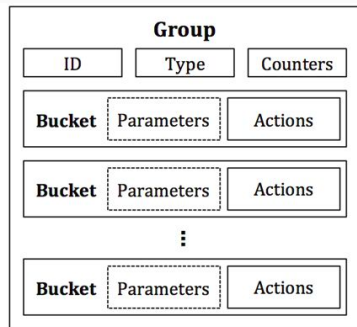 Group
ID Type Counters
Bucket Parameters Actions
Bucket Parameters Actions
Bucket Parameters Actions